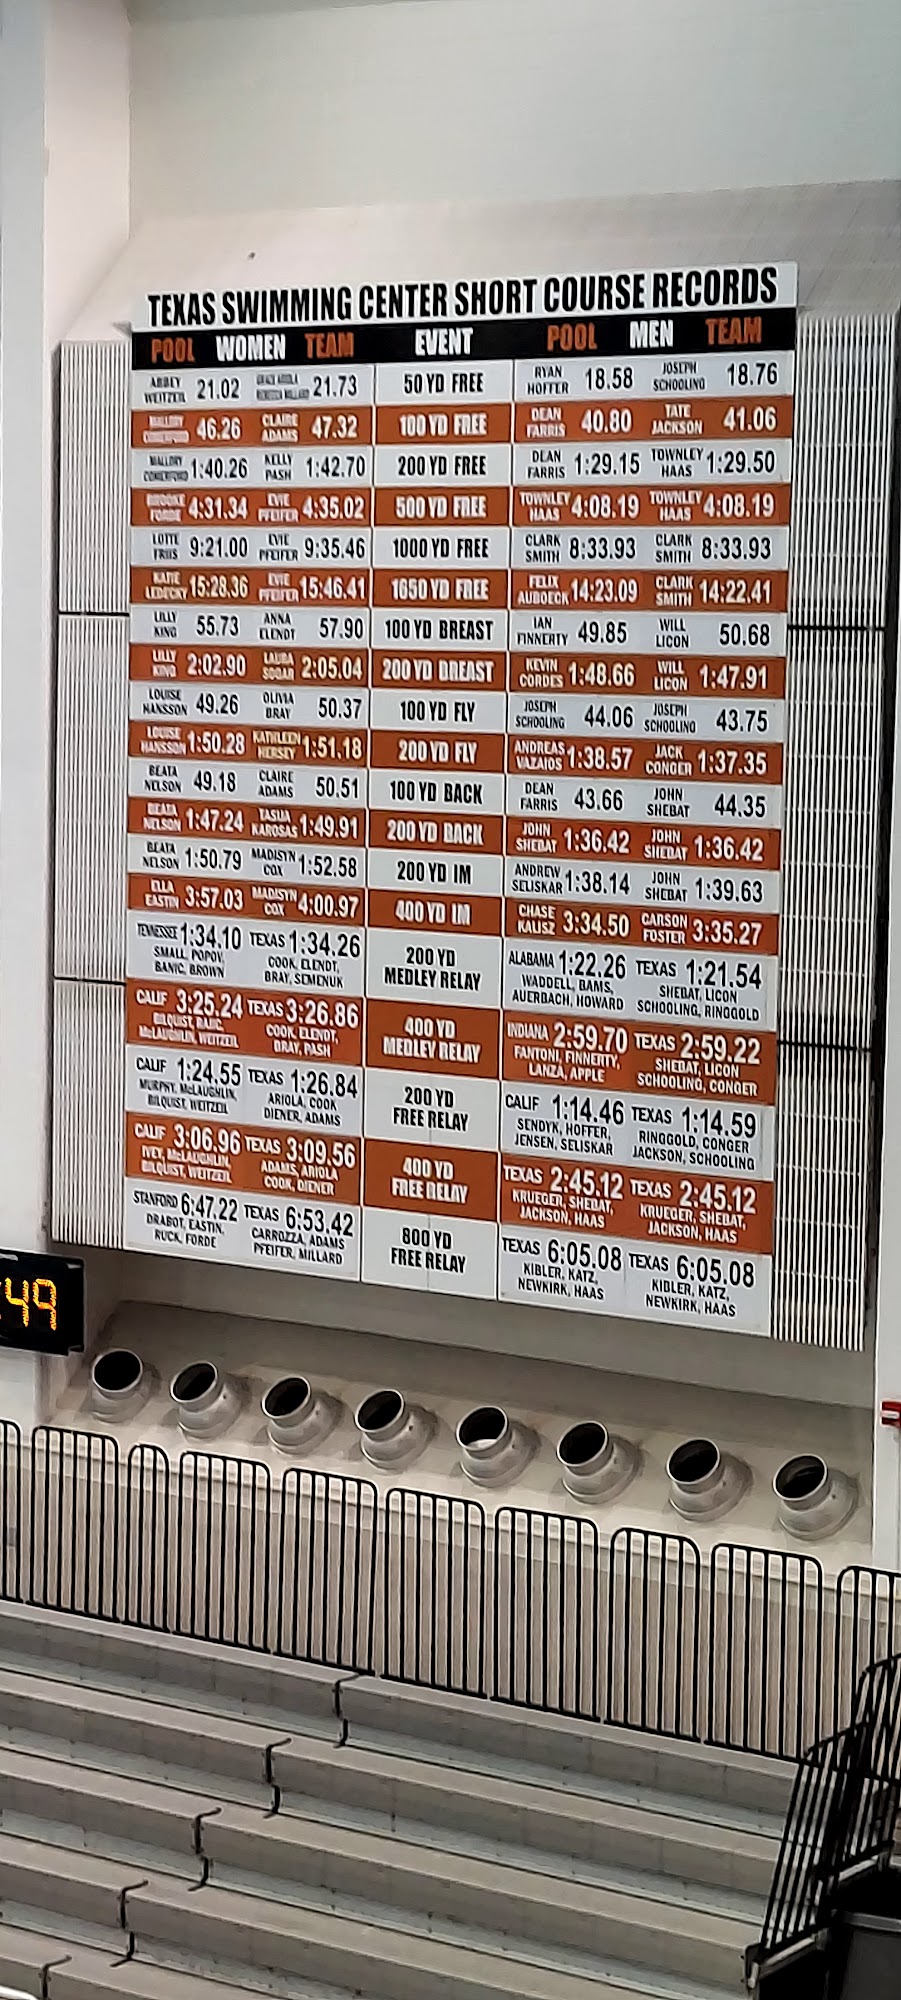 TEXAS SWIMMING CENTER SHORT COURSE RECORDS
POOL WOMEN TEAM EVENT POOL MEN TEAM
ABBEY WEITZEIL 21.02 GRACE ARIOLA REBECCA MILLARD 21.73 50 YD FREE RYAN HOFFER 18.58 JOSEPH SCHOOLING 18.76
MALLORY COMERFORD 46.26 CLAIRE ADAMS 47.32 100 YD FREE DEAN FARRIS 40.80 TATE JACKSON 41.06
MALLORY COMERFORD 1:40.26 KELLY PASH 1:42.70 200 YD FREE DEAN FARRIS 1:29.15 TOWNLEY HAAS 1:29.50
BROOKE FORDE 4:31.34 EVIE PFEIFER 4:35.02 500 YD FREE TOWNLEY HAAS 4:08.19 TOWNLEY HAAS 4:08.19
LOTTE FRIIS 9:21.00 EVIE PFEIFER 9:35.46 1000 YD FREE CLARK SMITH 8:33.93 CLARK SMITH 8:33.93
KATIE LEDECKY 15:28.36 EVIE PFEIFER 15:46.41 1650 YD FREE FELIX AUBOECK 14:23.09 CLARK SMITH 14:22.41
LILLY KING 55.73 ANNA ELENDT 57.90 100 YD BREAST IAN FINNERTY 49.85 WILL LICON 50.68
LILLY KING 2:02.90 LAURA SOGAR 2:05.04 200 YD BREAST KEVIN CORDES 1:48.66 WILL LICON 1:47.91
LOUISE HANSSON 49.26 OLIVIA BRAY 50.37 100 YD FLY JOSEPH SCHOOLING 44.06 JOSEPH SCHOOLING 43.75
LOUISE HANSSON 1:50.28 KATHLEEN HERSEY 1:51.18 200 YD FLY ANDREAS VAZAIOS 1:38.57 JACK CONGER 1:37.35
BEATA NELSON 49.18 CLAIRE ADAMS 50.51 100 YD BACK DEAN FARRIS 43.66 JOHN SHEBAT 44.35
BEATA NELSON 1:47.24 TASIJA KAROSAS 1:49.91 200 YD BACK JOHN SHEBAT 1:36.42 JOHN SHEBAT 1:36.42
BEATA NELSON 1:50.79 MADISYN COX 1:52.58 200 YD IM ANDREW SELISKAR 1:38.14 JOHN SHEBAT 1:39.63
ELLA EASTIN 3:57.03 MADISYN COX 4:00.97 400 YD IM CHASE KALISZ 3:34.50 CARSON FOSTER 3:35.27
TENNESSEE 1:34.10 TEXAS 1:34.26 200 YD ALABAMA 1:22.26 TEXAS 1:21.54
SMALL, POPOV, COOK, ELENDT, MEDLEY RELAY WADDELL, BAMS, SHEBAT, LICON
BANIC, BROWN BRAY, SEMENUK AUERBACH, HOWARD SCHOOLING, RINGGOLD
CALIF 3:25.24 TEXAS 3:26.86 400 YD INDIANA 2:59.70 TEXAS 2:59.22
BILQUIST, COOK, ELENDT, MEDLEY RELAY FANTONI, FINNERTY, SHEBAT, LICON
McLAUGHLIN, WEITZEIL BRAY, PASH LANZA, APPLE SCHOOLING, CONGER
CALIF 1:24.55 TEXAS 1:26.84 200 YD CALIF 1:14.46 TEXAS 1:14.59
MURPHY, McLAUGHLIN, ARIOLA, COOK FREE RELAY SENDYK, HOFFER, RINGGOLD, CONGER
BILQUIST, WEITZEIL DIENER, ADAMS JENSEN, SELISKAR JACKSON, SCHOOLING
CALIF 3:06.96 TEXAS 3:09.56 400 YD TEXAS 2:45.12 TEXAS 2:45.12
IVEY, McLAUGHLIN, ADAMS, ARIOLA FREE RELAY KRUEGER, SHEBAT, KRUEGER, SHEBAT,
BILQUIST, WEITZEIL COOK, DIENER JACKSON, HAAS JACKSON, HAAS
STANFORD 6:47.22 TEXAS 6:53.42 800 YD TEXAS 6:05.08 TEXAS 6:05.08
DRABOT, EASTIN, CARROZZA, ADAMS FREE RELAY KIBLER, KATZ, KIBLER, KATZ,
RUCK, FORDE PFEIFER, MILLARD NEWKIRK, HAAS NEWKIRK, HAAS
:49